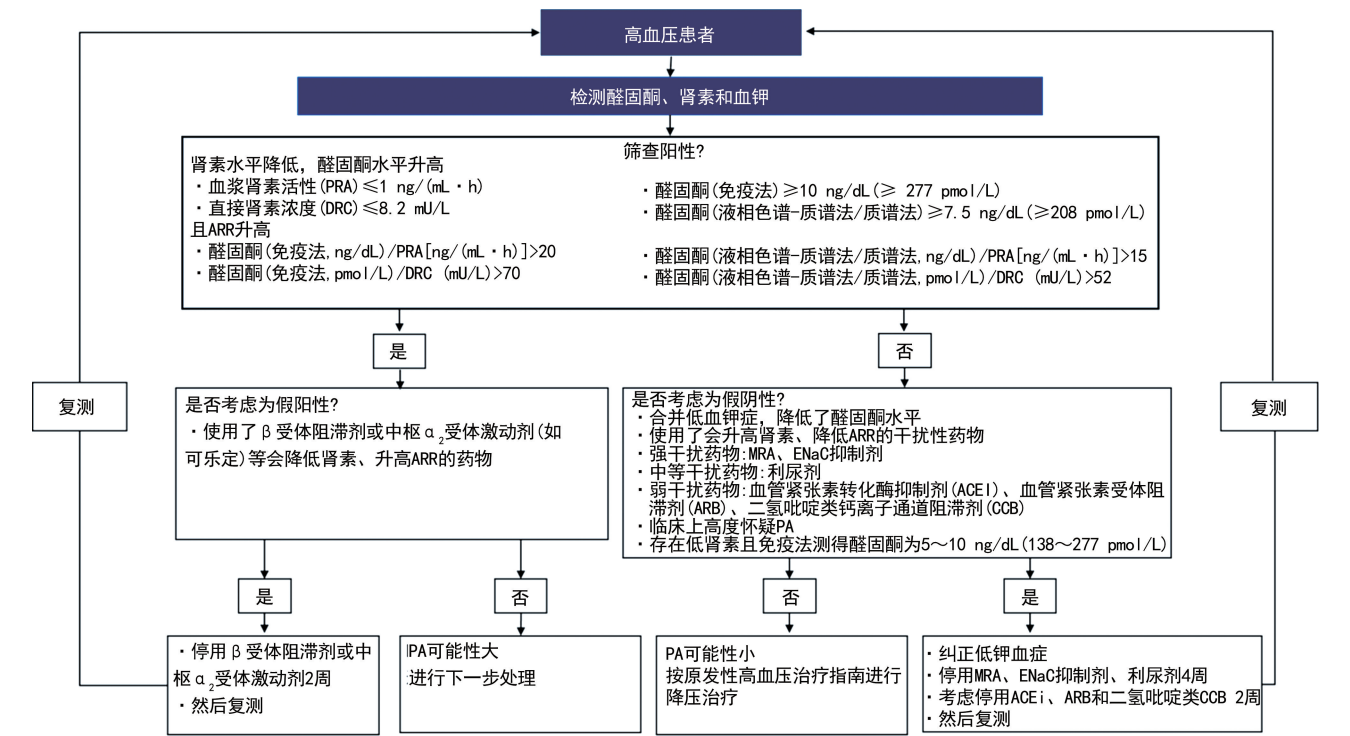 高血压患者
检测醛固酮、肾素和血钾
筛查阳性?
肾素水平降低，醛固酮水平升高
·血浆肾素活性(PRA)≤1 ng/(mL·h)
·直接肾素浓度(DRC)≤8.2 mU/L
且ARR升高
·醛固酮(免疫法,ng/dL)/PRA[ng/(mL·h)]>20
·醛固酮(免疫法,pmol/L)/DRC (mU/L)>70
·醛固酮(免疫法)≥10 ng/dL(≥ 277 pmol/L)
·醛固酮(液相色谱-质谱法/质谱法)≥7.5 ng/dL(≥208 pmol/L)
·醛固酮(液相色谱-质谱法/质谱法,ng/dL)/PRA[ng/(mL·h)]>15
·醛固酮(液相色谱-质谱法/质谱法,pmol/L)/DRC (mU/L)>52
是
否
复测
复测
是否考虑为假阳性?
·使用了β受体阻滞剂或中枢α₂受体激动剂(如
可乐定)等会降低肾素、升高ARR的药物
是否考虑为假阴性?
·合并低血钾症，降低了醛固酮水平
·使用了会升高肾素、降低ARR的干扰性药物
·强干扰药物:MRA、ENaC抑制剂
·中等干扰药物:利尿剂
·弱干扰药物:血管紧张素转化酶抑制剂(ACEI)、血管紧张素受体阻
滞剂(ARB)、二氢吡啶类钙离子通道阻滞剂(CCB)
·临床上高度怀疑PA
·存在低肾素且免疫法测得醛固酮为5～10 ng/dL(138～277 pmol/L)
是
否
否
是
·停用β受体阻滞剂或中
枢α₂受体激动剂2周
·然后复测
PA可能性大
进行下一步处理
PA可能性小
按原发性高血压治疗指南进行
降压治疗
·纠正低钾血症
·停用MRA、ENaC抑制剂、利尿剂4周
·考虑停用ACEi、ARB和二氢吡啶类CCB 2周
·然后复测